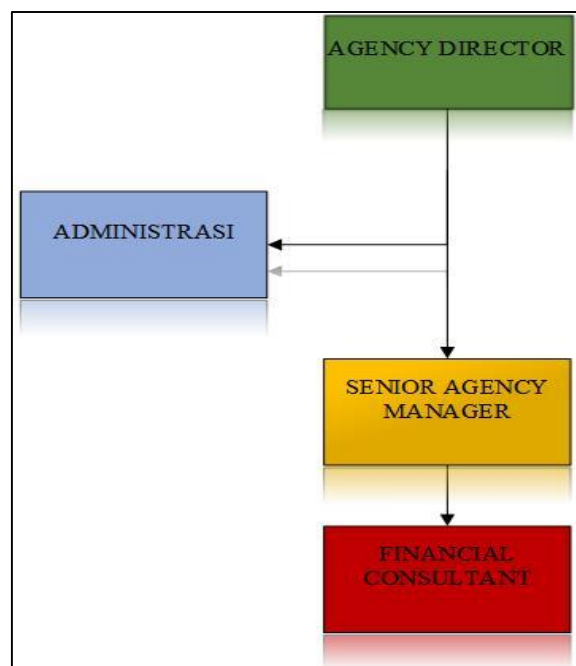 AGENCY DIRECTOR
ADMINISTRASI
SENIOR AGENCY
MANAGER
FINANCIAL
CONSULTANT